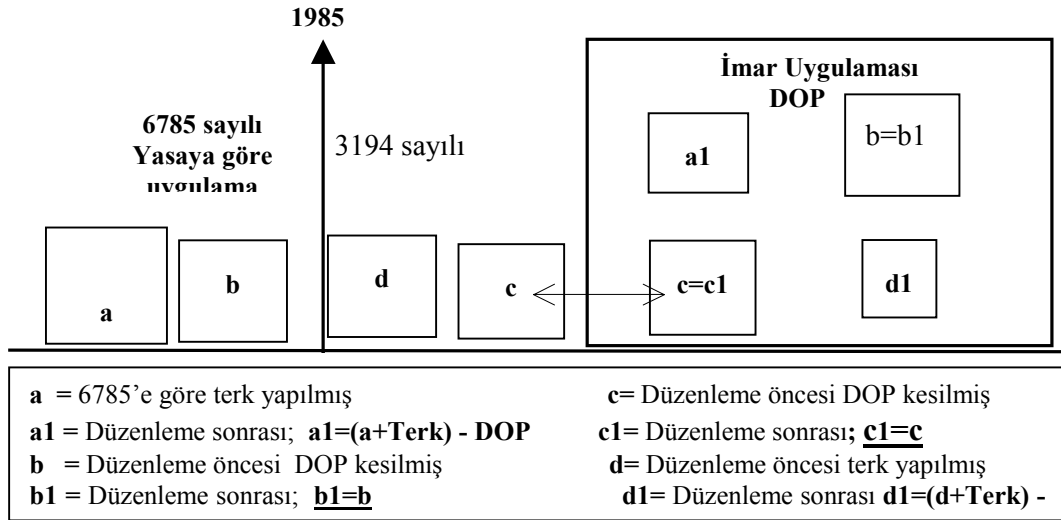 1985
İmar Uygulaması
DOP
6785 sayılı
Yasaya göre
uygulama
3194 sayılı
a1
b=b1
a
b
d
c
c=c1
d1
a = 6785’e göre terk yapılmış
c= Düzenleme öncesi DOP kesilmiş
a1 = Düzenleme sonrası; a1=(a+Terk) - DOP
c1= Düzenleme sonrası; c1=c
b = Düzenleme öncesi DOP kesilmiş
d= Düzenleme öncesi terk yapılmış
b1 = Düzenleme sonrası; b1=b
d1= Düzenleme sonrası d1=(d+Terk) -